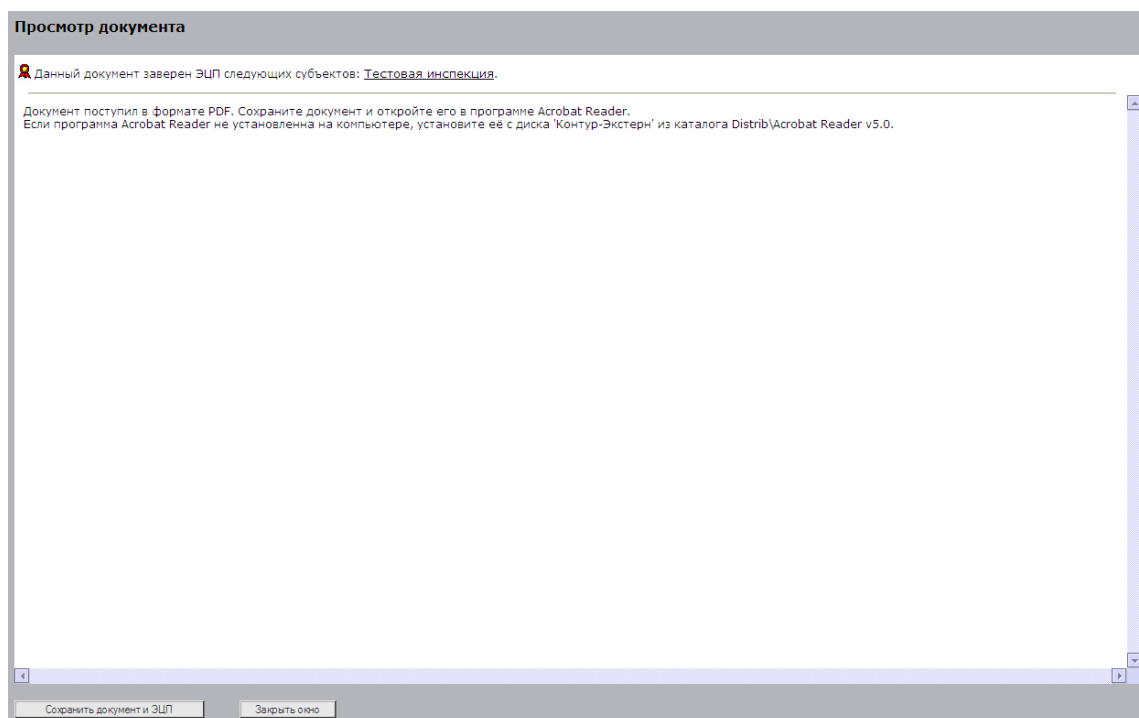 Просмотр документа
Данный документ заверен ЭЦП следующих субъектов: Тестовая инспекция.
Документ поступил в формате PDF. Сохраните документ и откройте его в программе Acrobat Reader.
Если программа Acrobat Reader не установленна на компьютере, установите её с диска 'Контур-Экстерн' из каталога Distrib\Acrobat Reader v5.0.
Сохранить документ и ЭЦП Закрыть окно